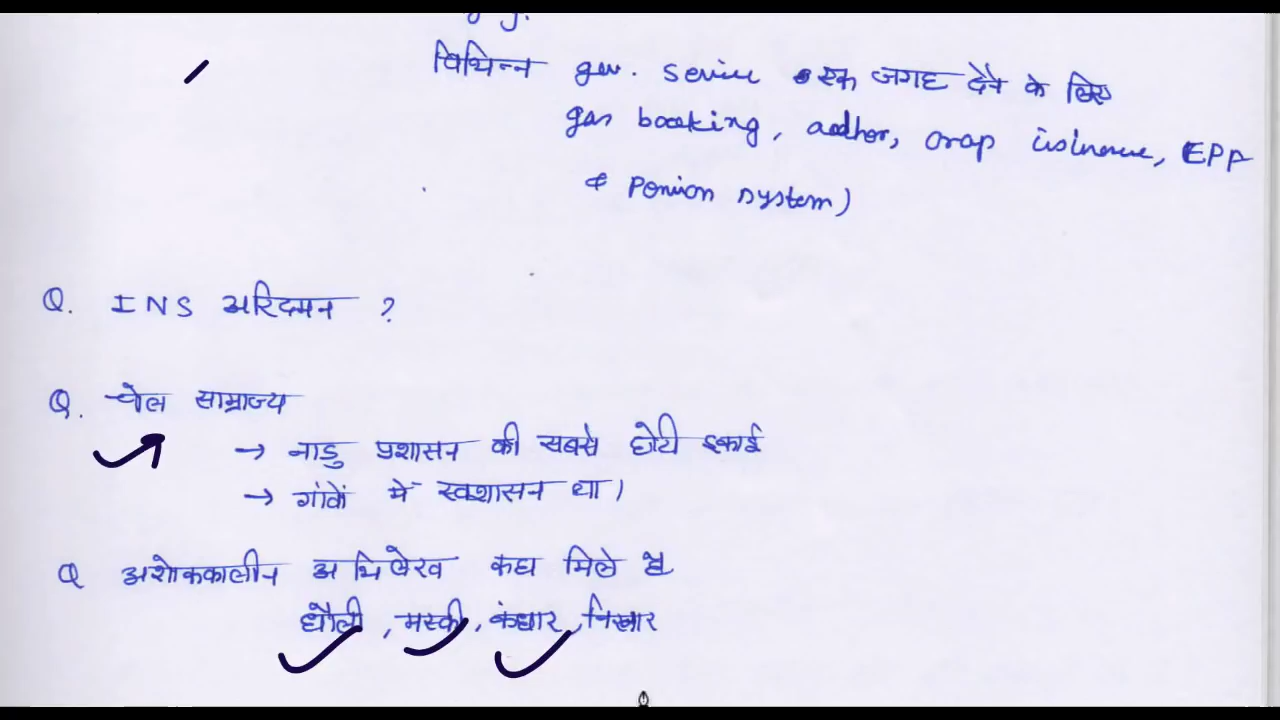 विभिन्न gov. service एक जगह देने के लिए
gas booking, aadhar, crop insurance, EPF
& Pension system)
Q. INS अरिदमन ?
Q. चोल साम्राज्य
→ नाडु प्रशासन की सबसे छोटी इकाई
→ गांवों में स्वशासन था।
Q अशोककालीन अभिलेख कहा मिले है
धौली, मस्की, कंधार,